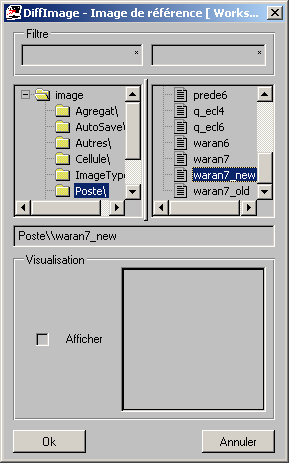 DiffImage - Image de référence [ Works...
Filtre
* *
image
Agregat\
AutoSave\
Autres\
Cellule\
ImageType
Poste\
prede6
q_ecl4
q_ecl6
waran6
waran7
waran7_new
waran7_old
Poste\\waran7_new
Visualisation
Afficher
Ok Annuler